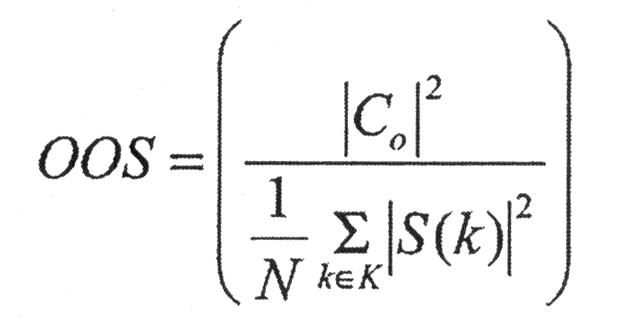 OOS = ( |C_o|^2 / ( 1/N Σ_{k∈K} |S(k)|^2 ) )